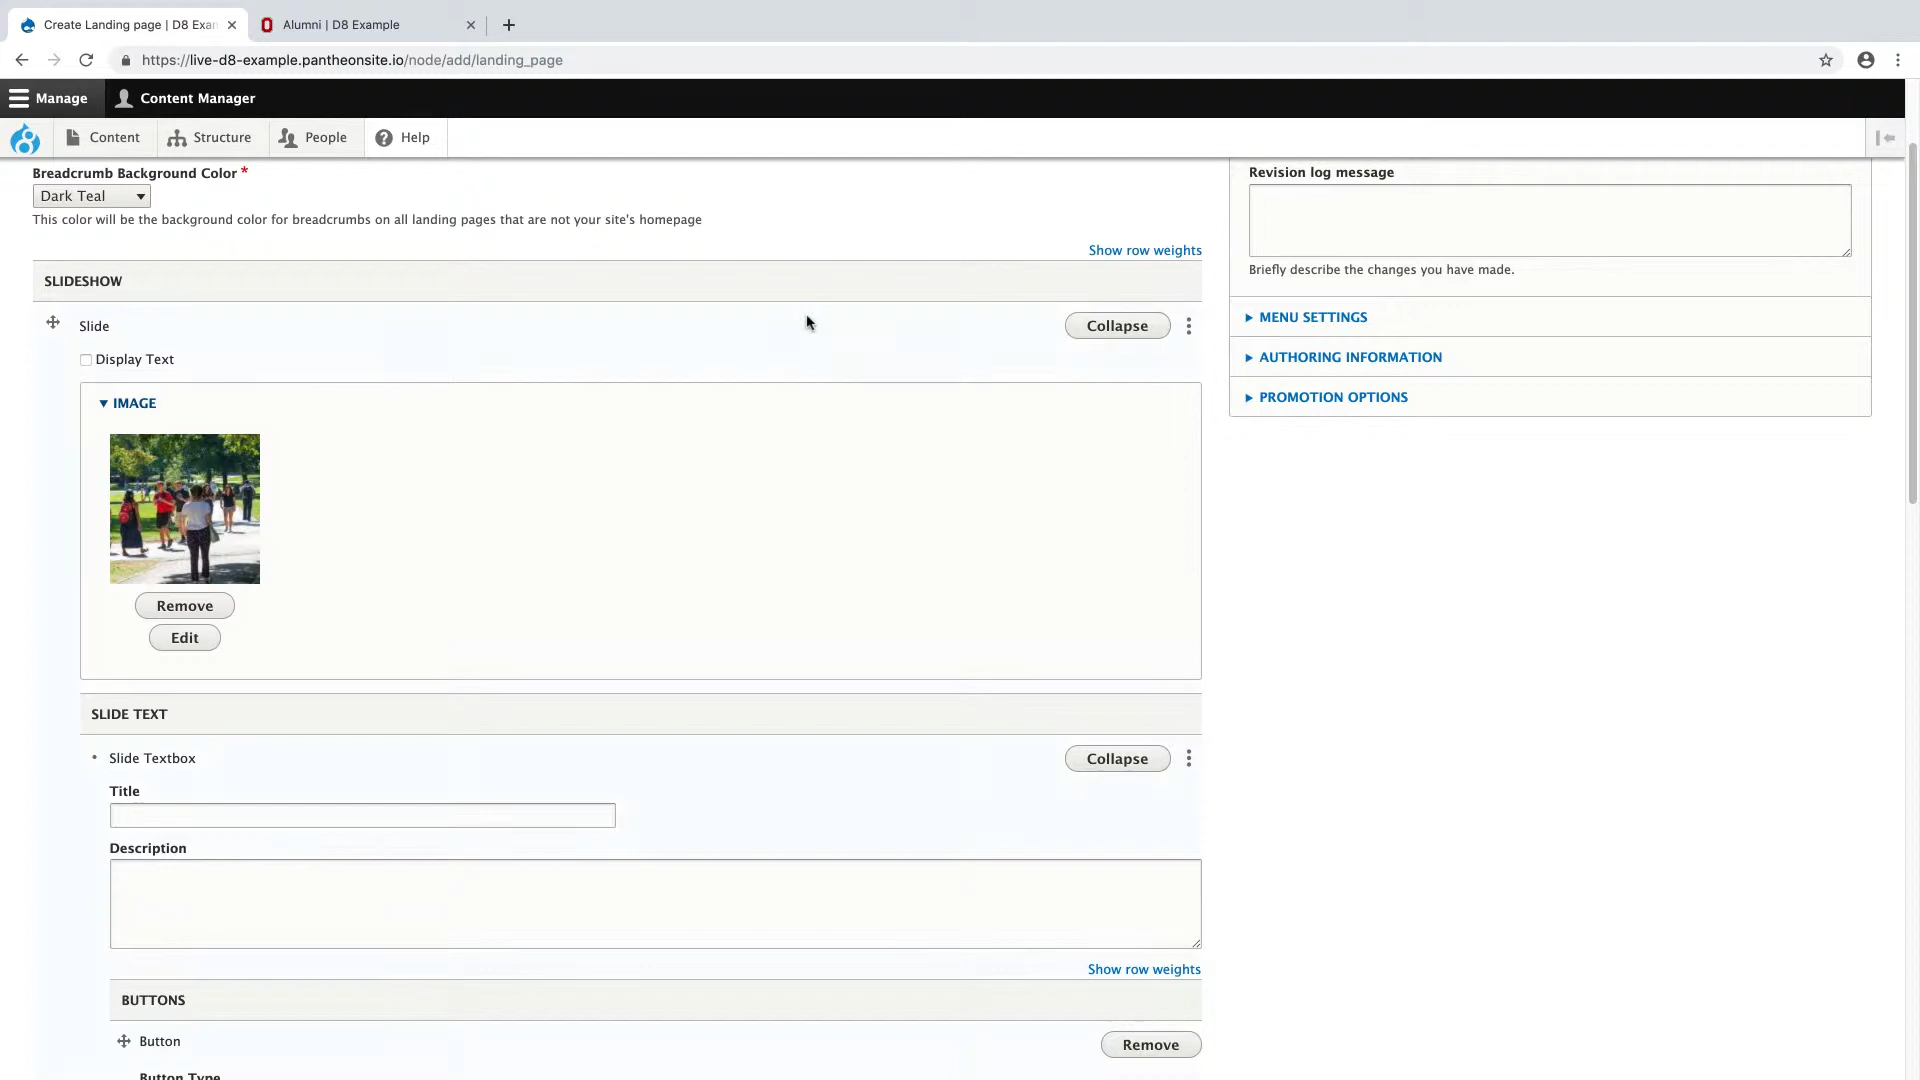 Create Landing page | D8 Exam
Alumni | D8 Example
https://live-d8-example.pantheonsite.io/node/add/landing_page
Manage
Content Manager
Content
Structure
People
Help
Breadcrumb Background Color *
Dark Teal
This color will be the background color for breadcrumbs on all landing pages that are not your site's homepage
Show row weights
SLIDESHOW
Slide
Collapse
Display Text
IMAGE
Remove
Edit
SLIDE TEXT
Slide Textbox
Collapse
Title
Description
Show row weights
BUTTONS
Button
Remove
Button Type
Revision log message
Briefly describe the changes you have made.
MENU SETTINGS
AUTHORING INFORMATION
PROMOTION OPTIONS